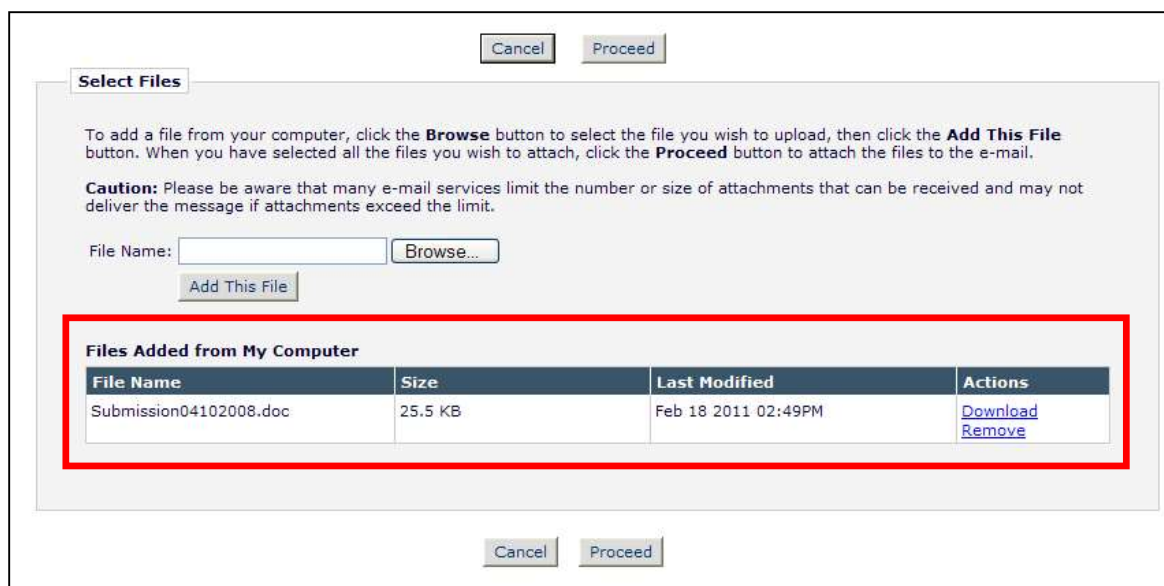 Cancel Proceed
Select Files
To add a file from your computer, click the Browse button to select the file you wish to upload, then click the Add This File
button. When you have selected all the files you wish to attach, click the Proceed button to attach the files to the e-mail.
Caution: Please be aware that many e-mail services limit the number or size of attachments that can be received and may not
deliver the message if attachments exceed the limit.
File Name: Browse...
Add This File
Files Added from My Computer
File Name Size Last Modified Actions
Submission04102008.doc 25.5 KB Feb 18 2011 02:49PM Download
Remove
Cancel Proceed